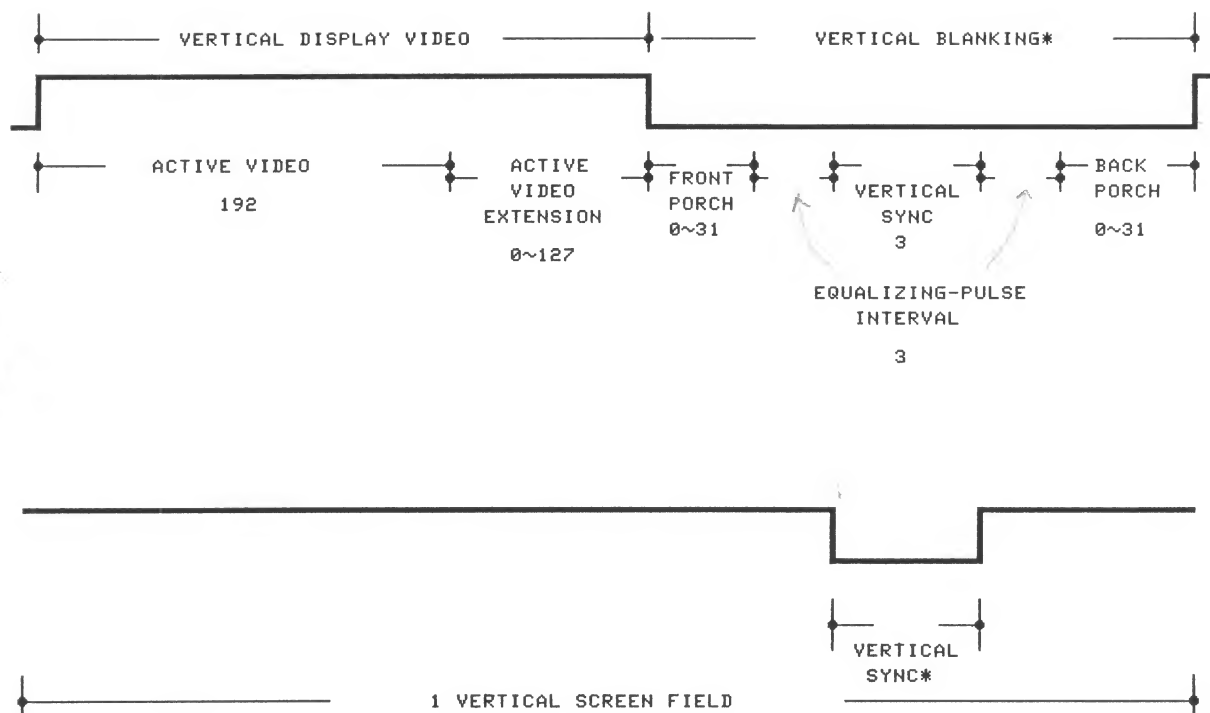 VERTICAL DISPLAY VIDEO
VERTICAL BLANKING*
ACTIVE VIDEO
192
ACTIVE
VIDEO
EXTENSION
0~127
FRONT
PORCH
0~31
VERTICAL
SYNC
3
BACK
PORCH
0~31
EQUALIZING-PULSE
INTERVAL
3
VERTICAL
SYNC*
1 VERTICAL SCREEN FIELD